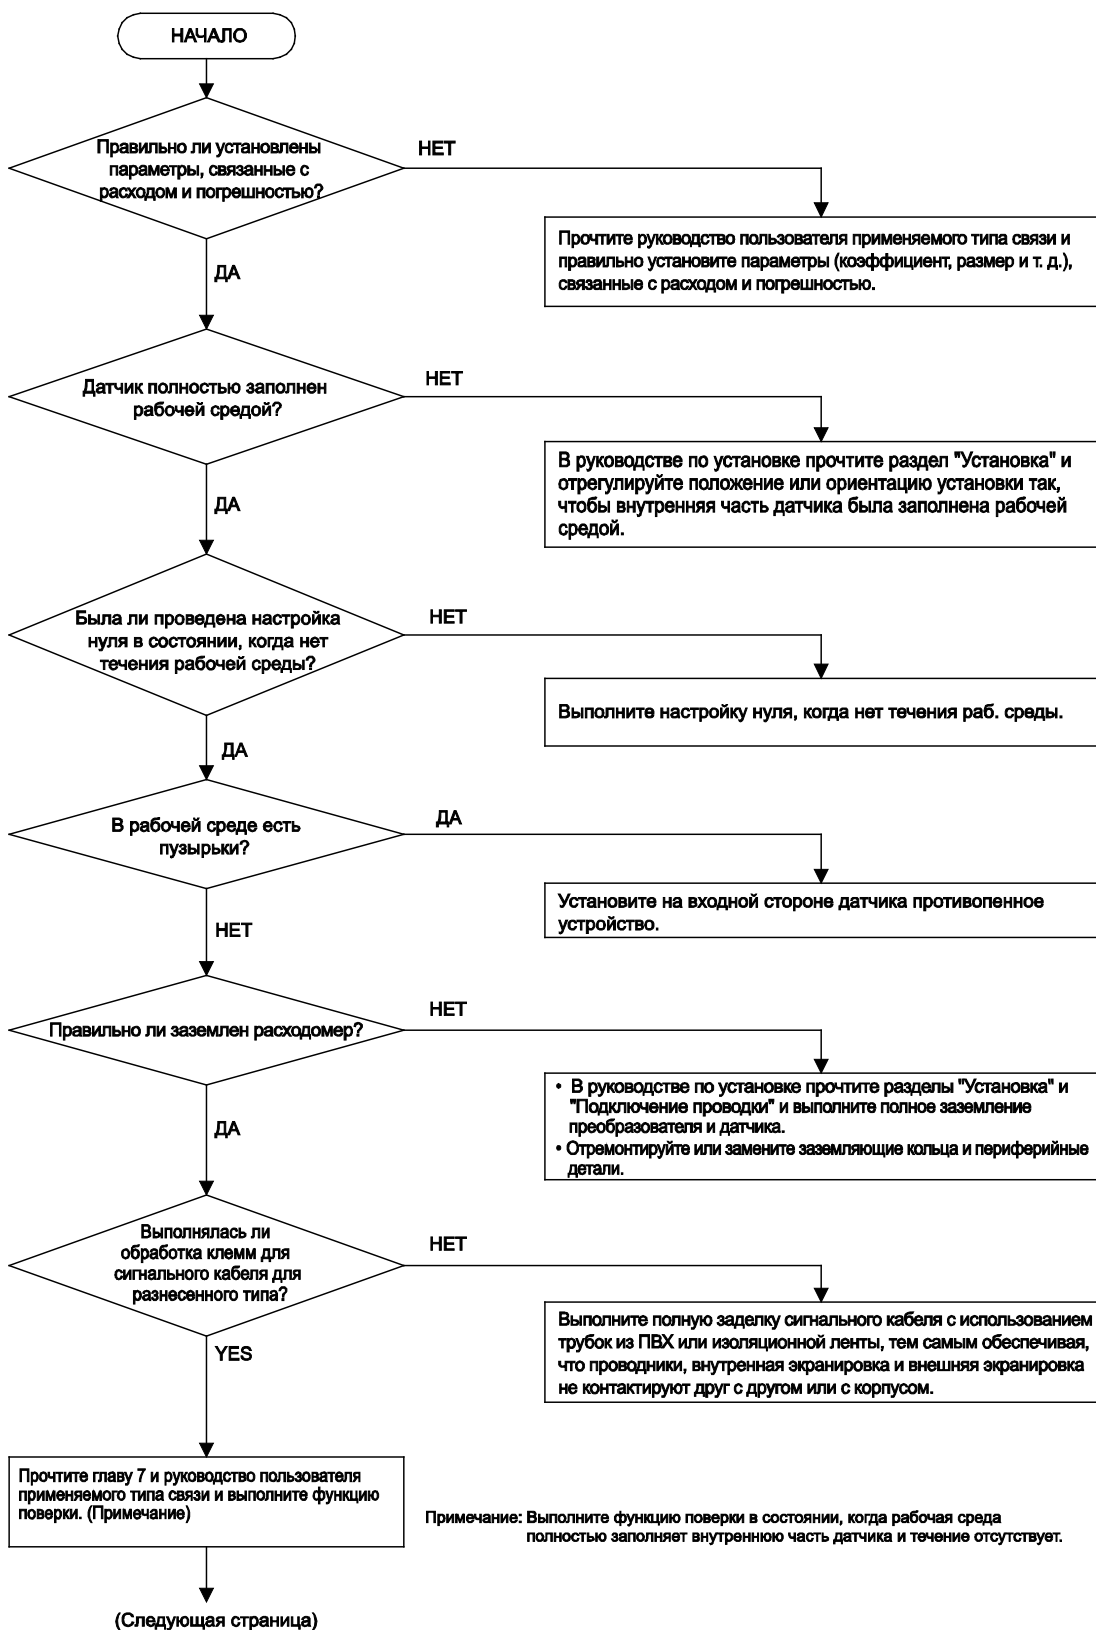 НАЧАЛО
Правильно ли установлены
параметры, связанные с
расходом и погрешностью?
НЕТ
Прочтите руководство пользователя применяемого типа связи и
правильно установите параметры (коэффициент, размер и т. д.),
связанные с расходом и погрешностью.
ДА
Датчик полностью заполнен
рабочей средой?
НЕТ
В руководстве по установке прочтите раздел "Установка" и
отрегулируйте положение или ориентацию установки так,
чтобы внутренняя часть датчика была заполнена рабочей
средой.
ДА
Была ли проведена настройка
нуля в состоянии, когда нет
течения рабочей среды?
НЕТ
Выполните настройку нуля, когда нет течения раб. среды.
ДА
В рабочей среде есть
пузырьки?
ДА
Установите на входной стороне датчика противопенное
устройство.
НЕТ
Правильно ли заземлен расходомер?
НЕТ
• В руководстве по установке прочтите разделы "Установка" и
"Подключение проводки" и выполните полное заземление
преобразователя и датчика.
• Отремонтируйте или замените заземляющие кольца и периферийные
детали.
ДА
Выполнялась ли
обработка клемм для
сигнального кабеля для
разнесенного типа?
НЕТ
Выполните полную заделку сигнального кабеля с использованием
трубок из ПВХ или изоляционной ленты, тем самым обеспечивая,
что проводники, внутренная экранировка и внешняя экранировка
не контактируют друг с другом или с корпусом.
YES
Прочтите главу 7 и руководство пользователя
применяемого типа связи и выполните функцию
поверки. (Примечание)
Примечание: Выполните функцию поверки в состоянии, когда рабочая среда
полностью заполняет внутреннюю часть датчика и течение отсутствует.
(Следующая страница)